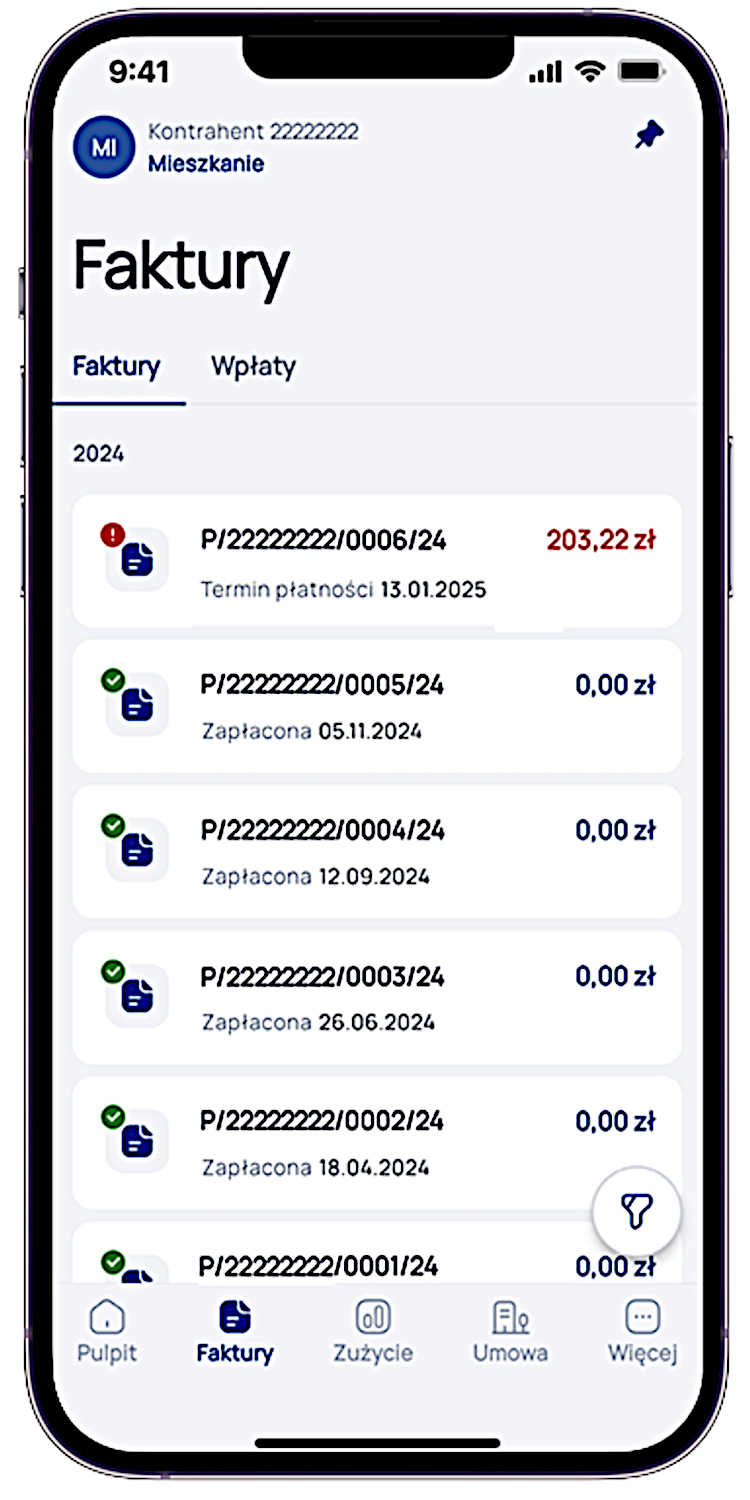 9:41
MI
Kontrahent 22222222
Mieszkanie
Faktury
Faktury Wpłaty
2024
P/22222222/0006/24 203,22 zł
Termin płatności 13.01.2025
P/22222222/0005/24 0,00 zł
Zapłacona 05.11.2024
P/22222222/0004/24 0,00 zł
Zapłacona 12.09.2024
P/22222222/0003/24 0,00 zł
Zapłacona 26.06.2024
P/22222222/0002/24 0,00 zł
Zapłacona 18.04.2024
P/22222222/0001/24 0,00 zł
Pulpit Faktury Zużycie Umowa Więcej